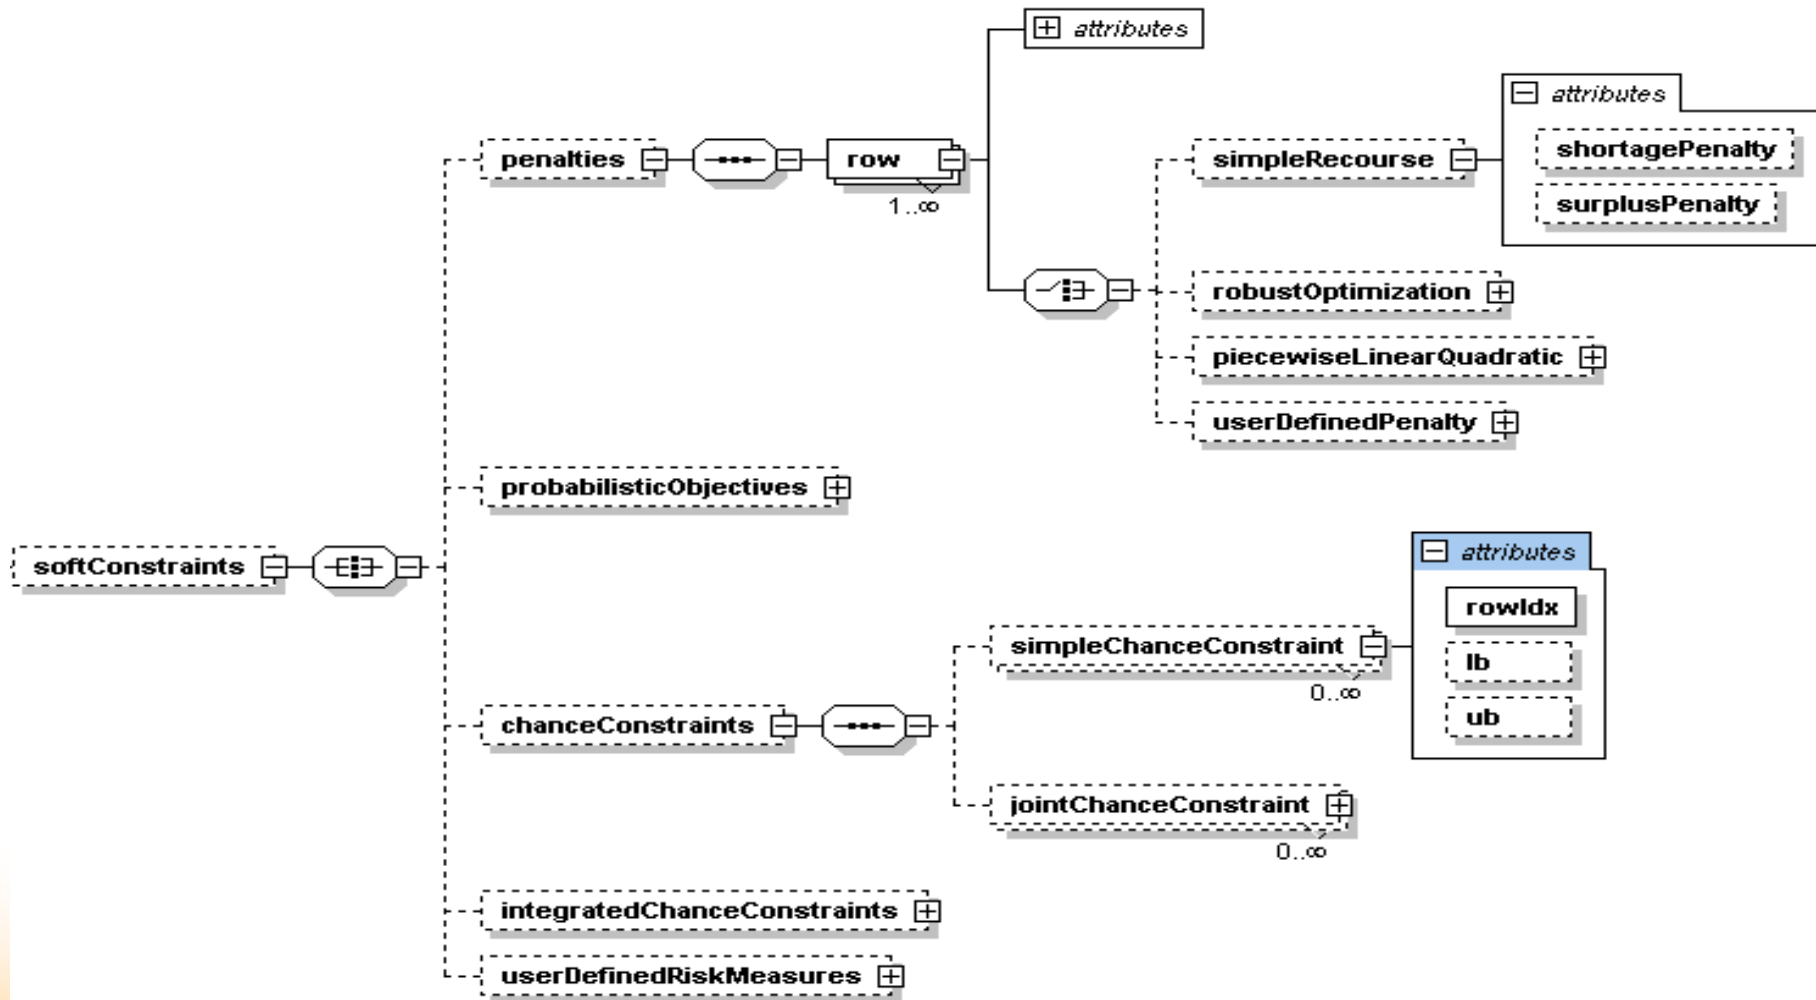 attributes
attributes
penalties
row
1..∞
simpleRecourse
shortagePenalty
surplusPenalty
robustOptimization
piecewiseLinearQuadratic
userDefinedPenalty
probabilisticObjectives
softConstraints
attributes
rowIdx
lb
ub
simpleChanceConstraint
0..∞
chanceConstraints
jointChanceConstraint
0..∞
integratedChanceConstraints
userDefinedRiskMeasures